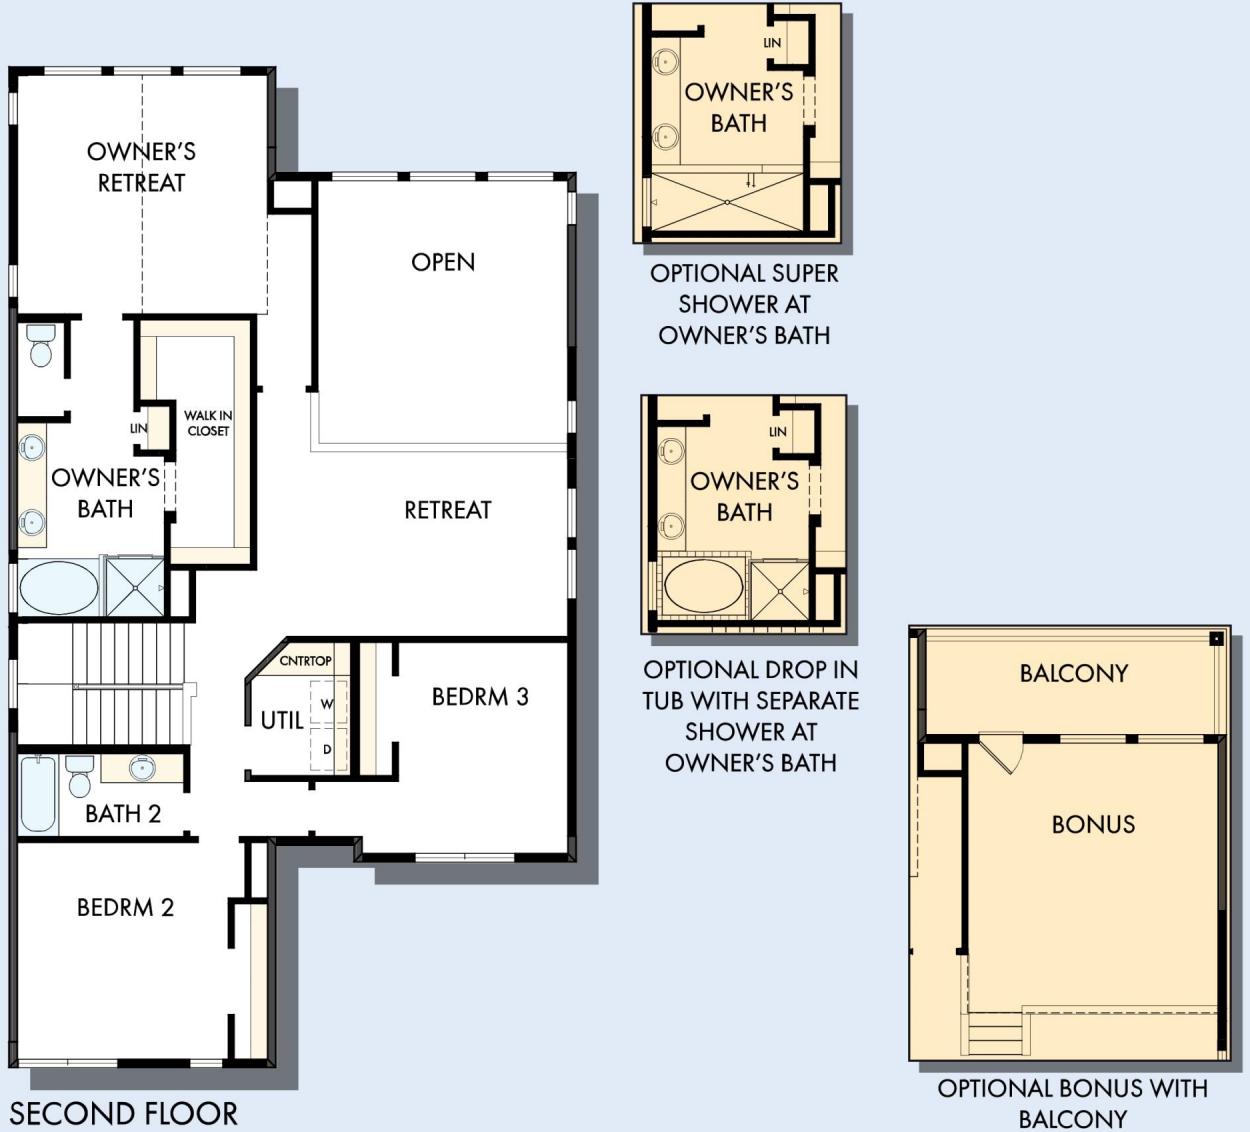 OWNER'S
RETREAT
OPEN
LIN
WALK IN
CLOSET
OWNER'S
BATH
RETREAT
CNTRTOP
W
UTIL
D
BEDRM 3
BATH 2
BEDRM 2
SECOND FLOOR
LIN
OWNER'S
BATH
OPTIONAL SUPER
SHOWER AT
OWNER'S BATH
LIN
OWNER'S
BATH
OPTIONAL DROP IN
TUB WITH SEPARATE
SHOWER AT
OWNER'S BATH
BALCONY
BONUS
OPTIONAL BONUS WITH
BALCONY